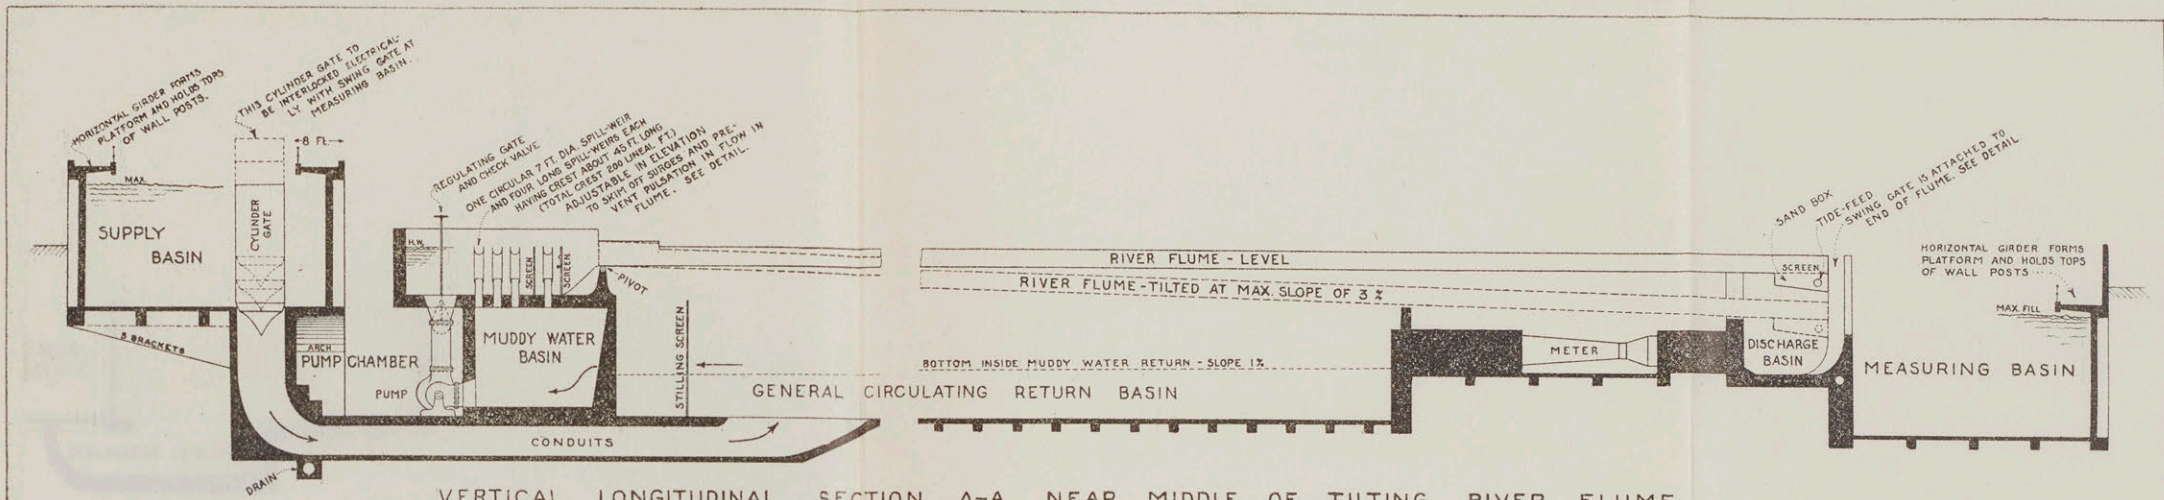 HORIZONTAL GIRDER FORMS
PLATFORM AND HOLDS TOPS
OF WALL POSTS.
THIS CYLINDER GATE TO
BE INTERLOCKED ELECTRICAL-
LY WITH SWING GATE AT
MEASURING BASIN.
8 FT.
MAX.
SUPPLY
BASIN
CYLINDER
GATE
5 BRACKETS
ARCH
PUMP CHAMBER
PUMP
DRAIN
CONDUITS
REGULATING GATE
AND CHECK VALVE
ONE CIRCULAR 7 FT. DIA. SPILL-WEIR
AND FOUR LONG SPILL-WEIRS EACH
HAVING CREST ABOUT 45 FT. LONG
(TOTAL CREST 200 LINEAL FT.)
ADJUSTABLE IN ELEVATION
TO SKIM OFF SURGES AND PRE-
VENT PULSATION IN FLOW IN
FLUME. SEE DETAIL.
H.W.
SCREEN
SCREEN
PIVOT
MUDDY WATER
BASIN
STILLING SCREEN
RIVER FLUME - LEVEL
RIVER FLUME - TILTED AT MAX. SLOPE OF 3 %
BOTTOM INSIDE MUDDY WATER RETURN - SLOPE 1%
GENERAL CIRCULATING RETURN BASIN
METER
SAND BOX
TIDE-FEED
SWING GATE IS ATTACHED TO
END OF FLUME. SEE DETAIL
SCREEN
DISCHARGE
BASIN
HORIZONTAL GIRDER FORMS
PLATFORM AND HOLDS TOPS
OF WALL POSTS
MAX. FILL
MEASURING BASIN
VERTICAL LONGITUDINAL SECTION A-A NEAR MIDDLE OF TILTING RIVER FLUME